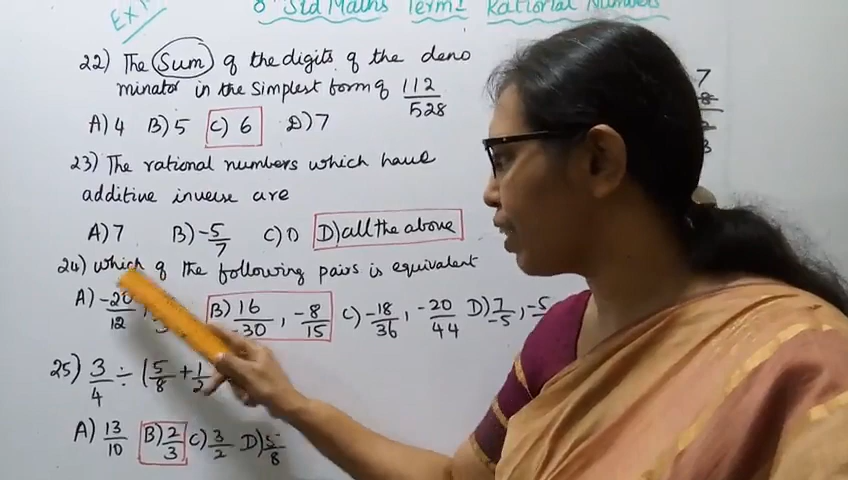 8 Std Maths Term 1 Rational Numbers
22) The Sum of the digits of the deno
minator in the simplest form of 112/528
A) 4 B) 5 C) 6 D) 7
23) The rational numbers which have
additive inverse are
A) 7 B) -5/7 C) 0 D) all the above
24) which of the following pairs is equivalent
A) -20/12 , B) 16/-30 , -8/15 C) -18/36 , -20/44 D) 7/-5 , -5
25) 3/4 ÷ (5/8 + 1/2
A) 13/10 B) 2/3 C) 3/2 D) 5/8